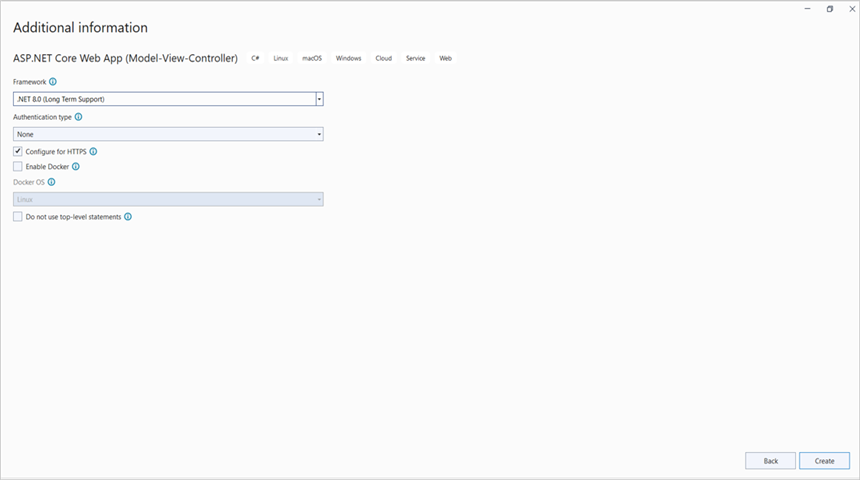 Additional information
ASP.NET Core Web App (Model-View-Controller) C# Linux macOS Windows Cloud Service Web
Framework
.NET 8.0 (Long Term Support)
Authentication type
None
Configure for HTTPS
Enable Docker
Docker OS
Linux
Do not use top-level statements
Back Create